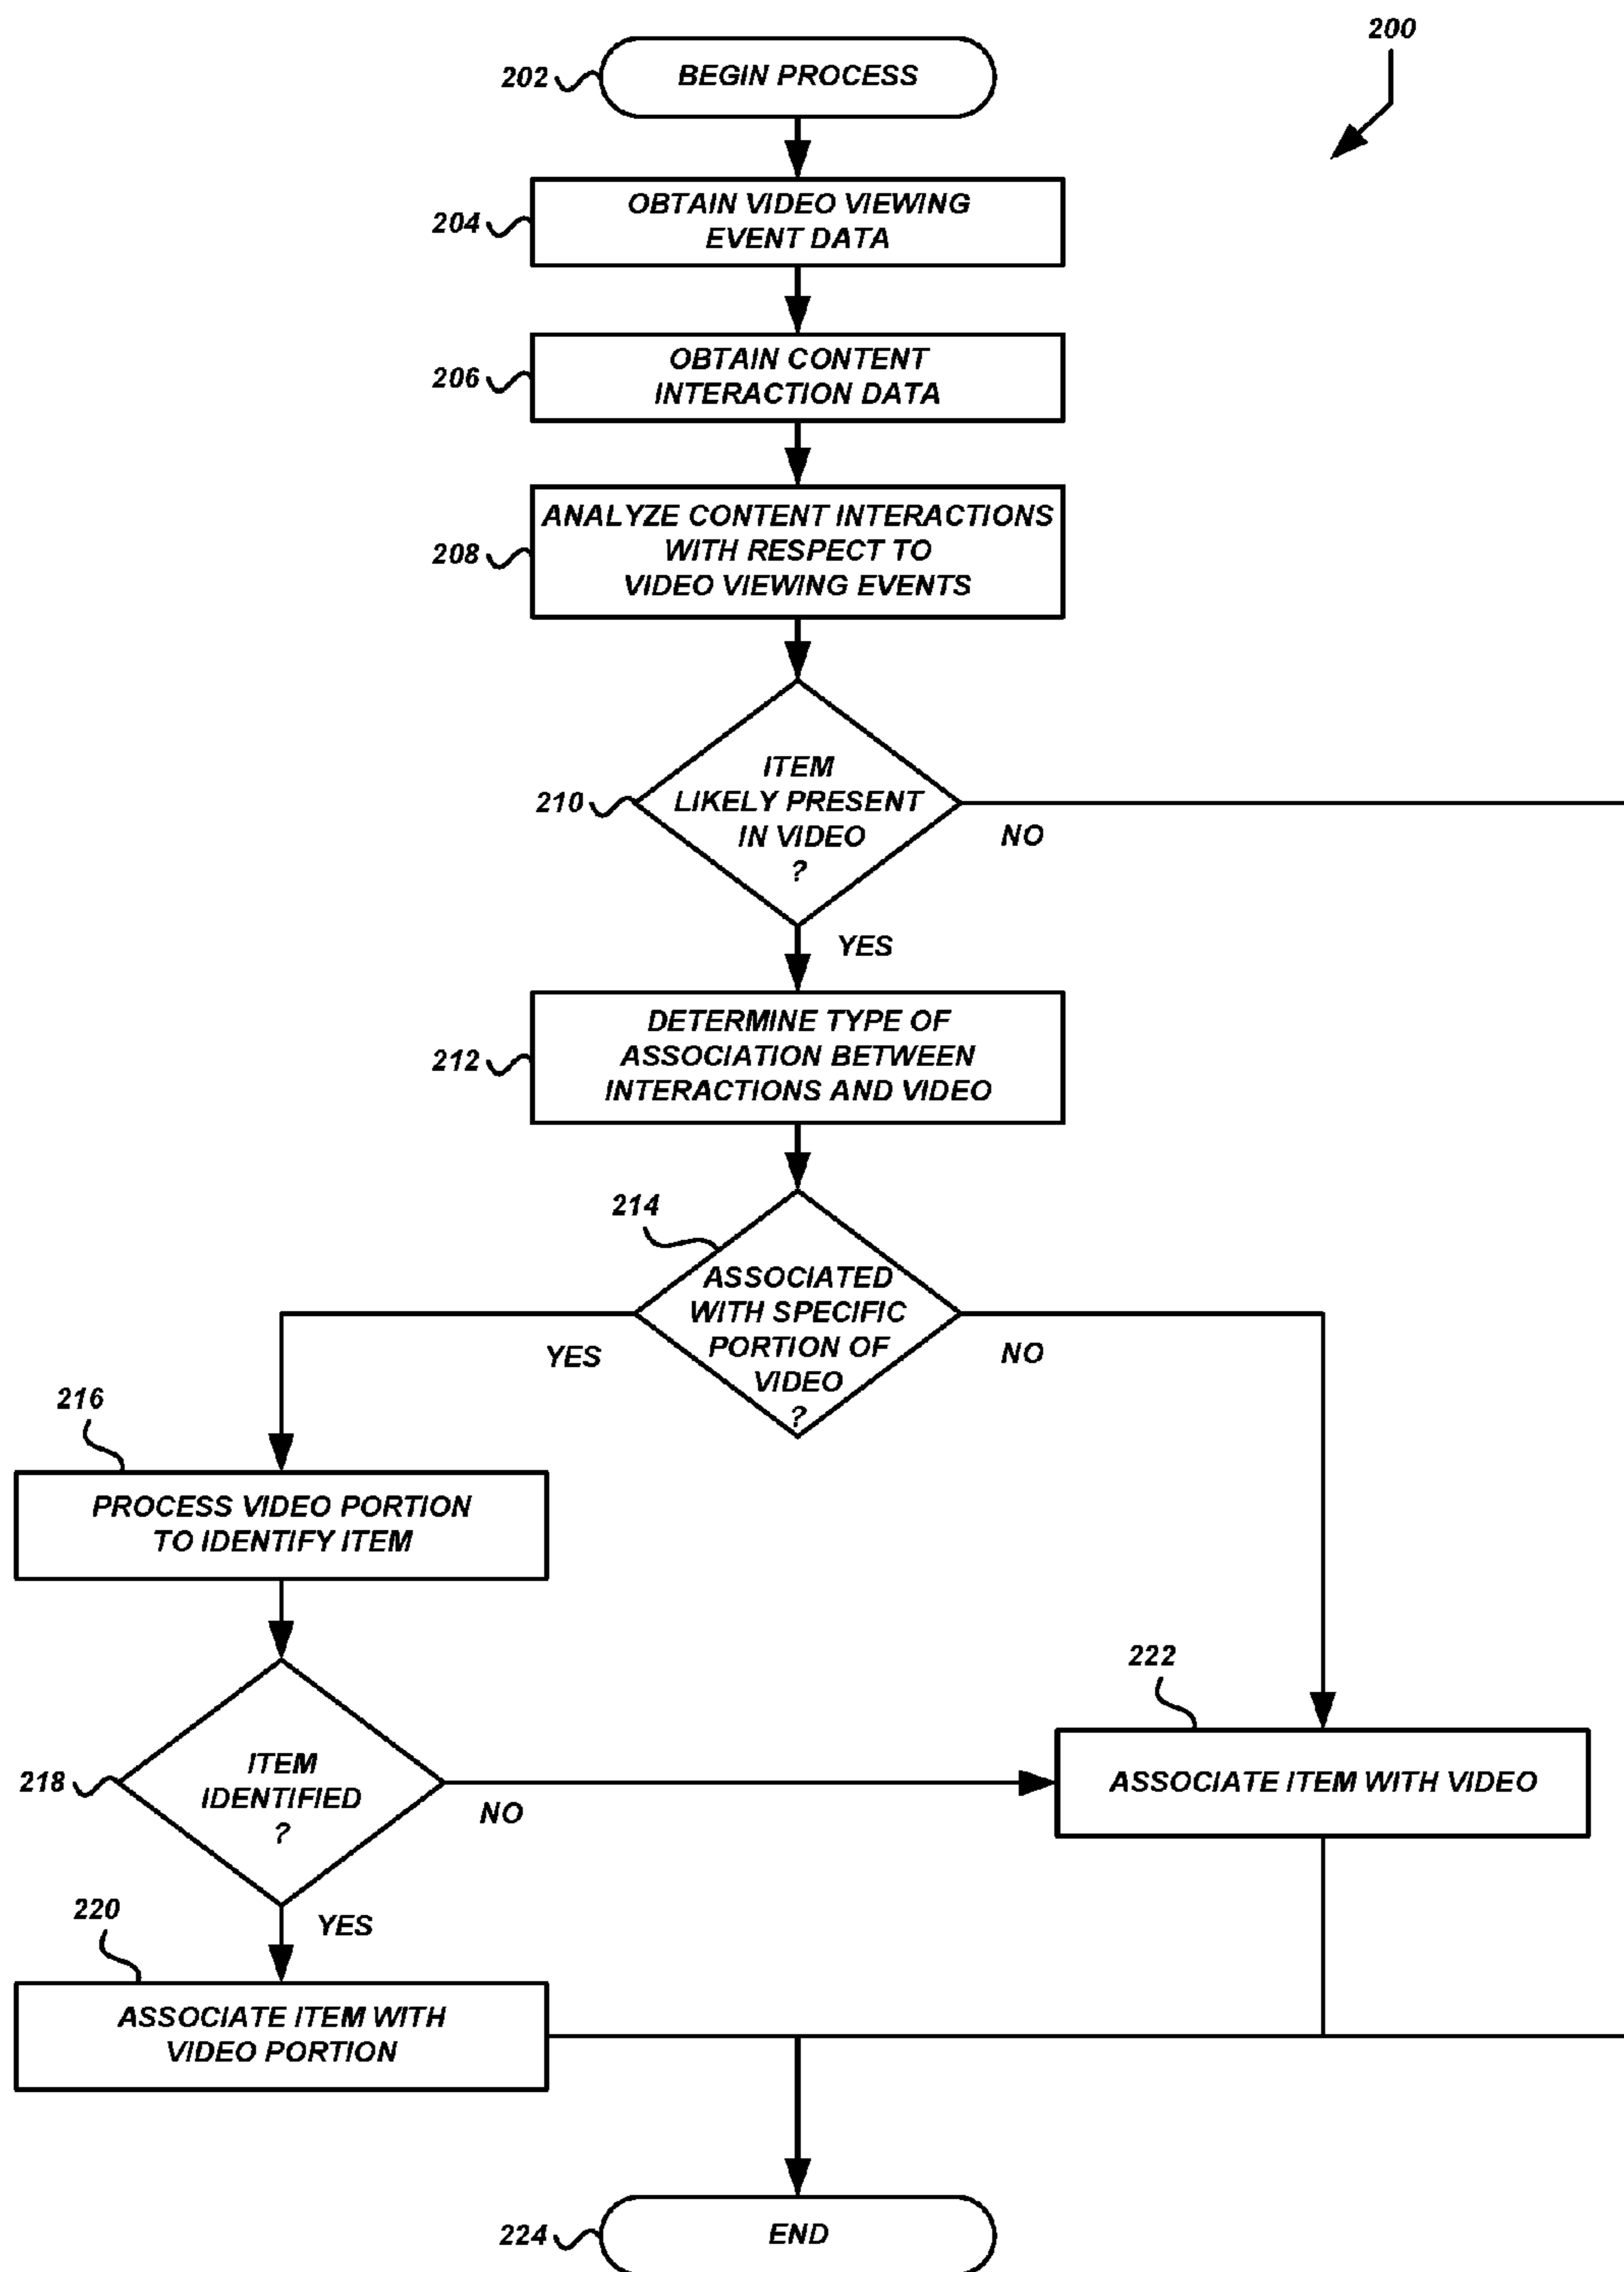 200
202
BEGIN PROCESS
204
OBTAIN VIDEO VIEWING
EVENT DATA
206
OBTAIN CONTENT
INTERACTION DATA
208
ANALYZE CONTENT INTERACTIONS
WITH RESPECT TO
VIDEO VIEWING EVENTS
210
ITEM
LIKELY PRESENT
IN VIDEO
?
NO
YES
212
DETERMINE TYPE OF
ASSOCIATION BETWEEN
INTERACTIONS AND VIDEO
214
ASSOCIATED
WITH SPECIFIC
PORTION OF
VIDEO
?
YES
NO
216
PROCESS VIDEO PORTION
TO IDENTIFY ITEM
218
ITEM
IDENTIFIED
?
NO
YES
222
ASSOCIATE ITEM WITH VIDEO
220
ASSOCIATE ITEM WITH
VIDEO PORTION
224
END